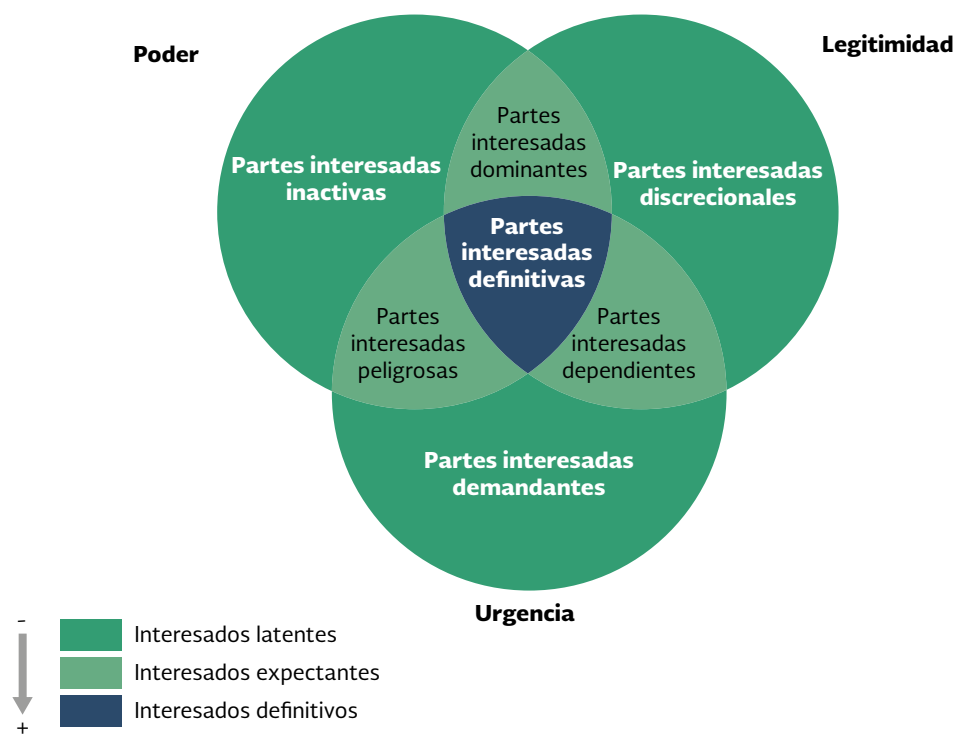 Poder
Legitimidad
Partes
interesadas
dominantes
Partes interesadas
inactivas
Partes interesadas
discrecionales
Partes
interesadas
definitivas
Partes
interesadas
peligrosas
Partes
interesadas
dependientes
Partes interesadas
demandantes
Urgencia
-
Interesados latentes
Interesados expectantes
Interesados definitivos
+